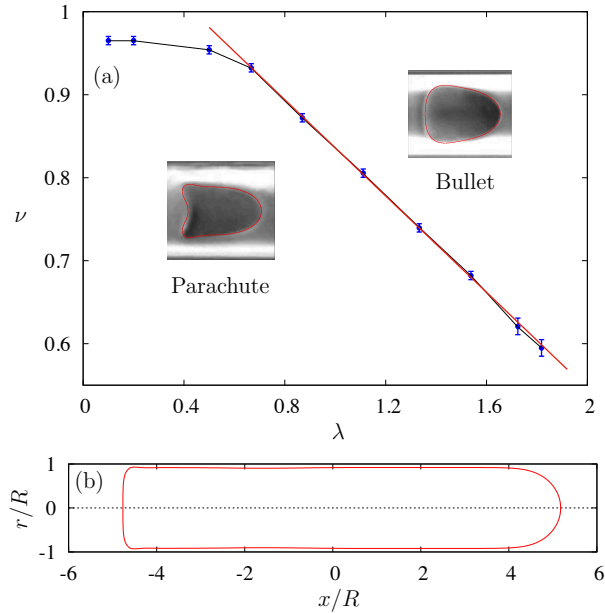 (a)
1
0.9
0.8
0.7
0.6
ν
Bullet
Parachute
0 0.4 0.8 1.2 1.6 2
λ
(b)
1
0
-1
r/R
-6 -4 -2 0 2 4 6
x/R